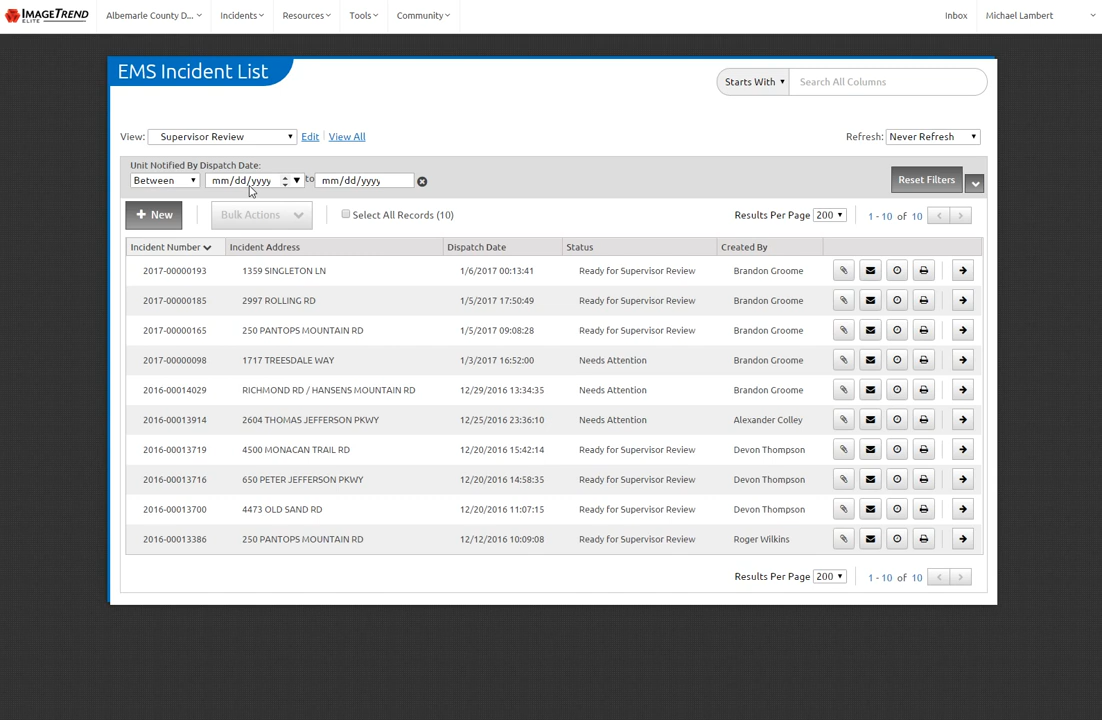 IMAGETREND ELITE Albemarle County D... Incidents Resources Tools Community Inbox Michael Lambert
EMS Incident List
Starts With Search All Columns
View: Supervisor Review Edit View All Refresh: Never Refresh
Unit Notified By Dispatch Date:
Between mm/dd/yyyy to mm/dd/yyyy Reset Filters
+ New Bulk Actions Select All Records (10) Results Per Page 200 1 - 10 of 10
Incident Number Incident Address Dispatch Date Status Created By
2017-00000193 1359 SINGLETON LN 1/6/2017 00:13:41 Ready for Supervisor Review Brandon Groome
2017-00000185 2997 ROLLING RD 1/5/2017 17:50:49 Ready for Supervisor Review Brandon Groome
2017-00000165 250 PANTOPS MOUNTAIN RD 1/5/2017 09:08:28 Ready for Supervisor Review Brandon Groome
2017-00000098 1717 TREESDALE WAY 1/3/2017 16:52:00 Needs Attention Brandon Groome
2016-00014029 RICHMOND RD / HANSENS MOUNTAIN RD 12/29/2016 13:34:35 Needs Attention Brandon Groome
2016-00013914 2604 THOMAS JEFFERSON PKWY 12/25/2016 23:36:10 Needs Attention Alexander Colley
2016-00013719 4500 MONACAN TRAIL RD 12/20/2016 15:42:14 Ready for Supervisor Review Devon Thompson
2016-00013716 650 PETER JEFFERSON PKWY 12/20/2016 14:58:35 Ready for Supervisor Review Devon Thompson
2016-00013700 4473 OLD SAND RD 12/20/2016 11:07:15 Ready for Supervisor Review Devon Thompson
2016-00013386 250 PANTOPS MOUNTAIN RD 12/12/2016 10:09:08 Ready for Supervisor Review Roger Wilkins
Results Per Page 200 1 - 10 of 10